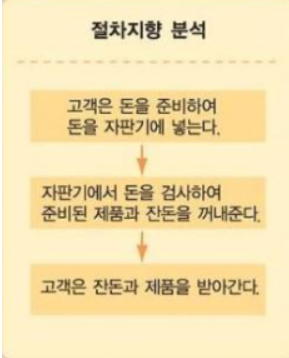 절차지향 분석
고객은 돈을 준비하여
돈을 자판기에 넣는다.
자판기에서 돈을 검사하여
준비된 제품과 잔돈을 꺼내준다.
고객은 잔돈과 제품을 받아간다.